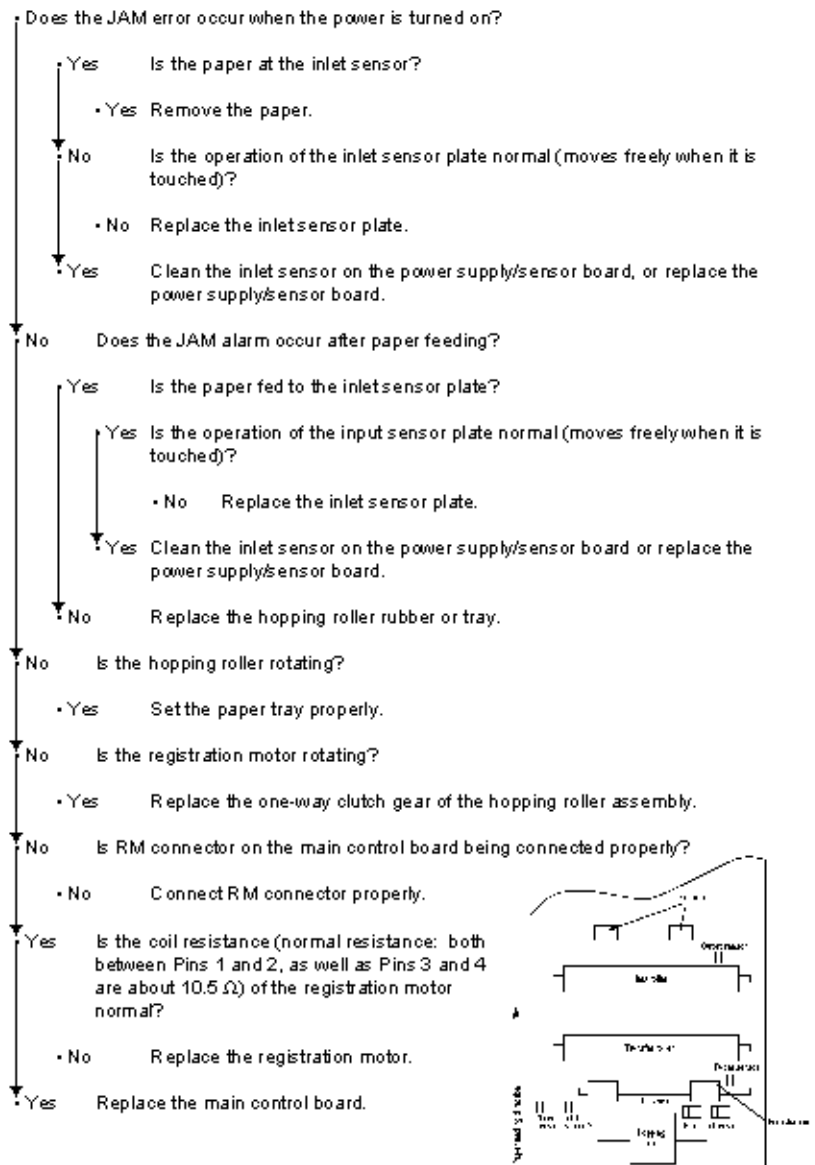 • Does the JAM error occur when the power is turned on?
• Yes Is the paper at the inlet sensor?
• Yes Remove the paper.
• No Is the operation of the inlet sensor plate normal (moves freely when it is
touched)?
• No Replace the inlet sensor plate.
• Yes Clean the inlet sensor on the power supply/sensor board, or replace the
power supply/sensor board.
• No Does the JAM alarm occur after paper feeding?
• Yes Is the paper fed to the inlet sensor plate?
• Yes Is the operation of the input sensor plate normal (moves freely when it is
touched)?
• No Replace the inlet sensor plate.
• Yes Clean the inlet sensor on the power supply/sensor board or replace the
power supply/sensor board.
• No Replace the hopping roller rubber or tray.
• No Is the hopping roller rotating?
• Yes Set the paper tray properly.
• No Is the registration motor rotating?
• Yes Replace the one-way clutch gear of the hopping roller assembly.
• No Is RM connector on the main control board being connected properly?
• No Connect RM connector properly.
• Yes Is the coil resistance (normal resistance: both
between Pins 1 and 2, as well as Pins 3 and 4
are about 10.5 Ω) of the registration motor
normal?
• No Replace the registration motor.
• Yes Replace the main control board.